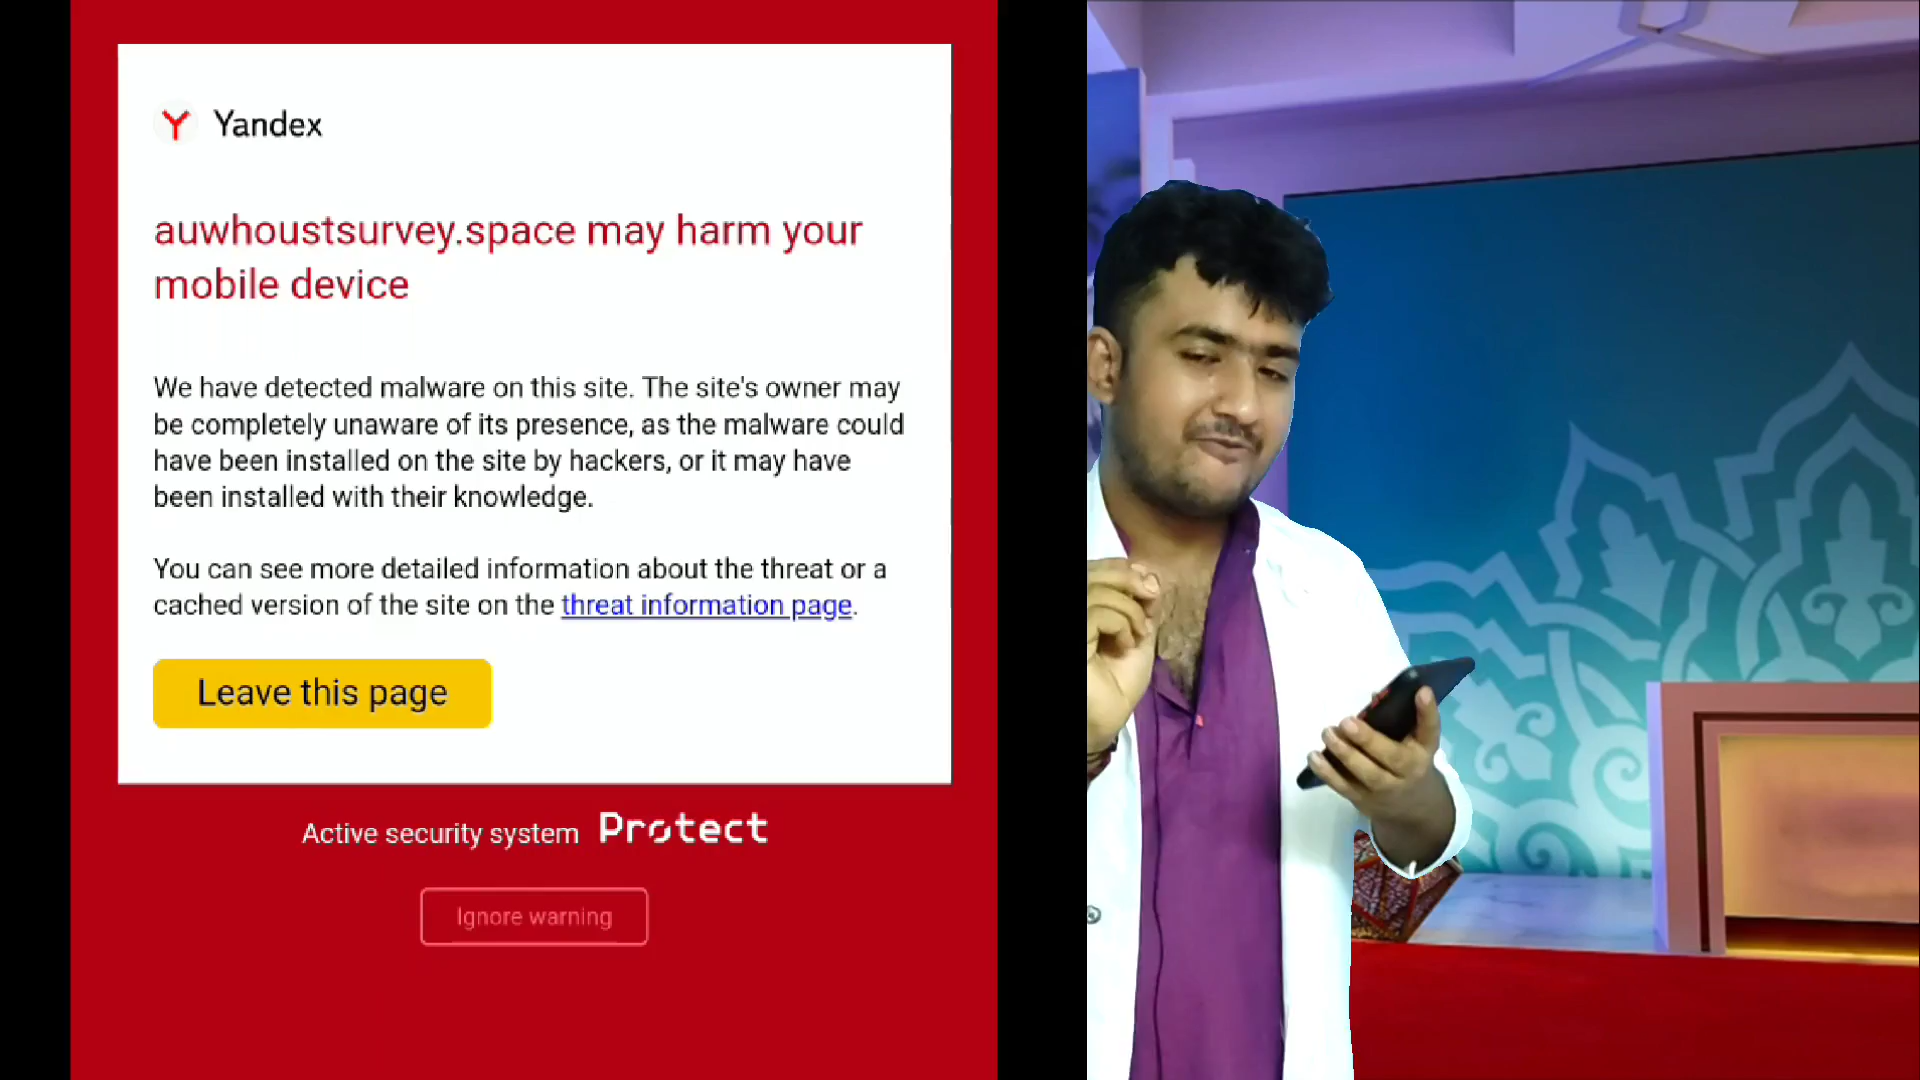 Yandex
auwhoustsurvey.space may harm your
mobile device
We have detected malware on this site. The site's owner may
be completely unaware of its presence, as the malware could
have been installed on the site by hackers, or it may have
been installed with their knowledge.
You can see more detailed information about the threat or a
cached version of the site on the threat information page.
Leave this page
Active security system Protect
Ignore warning